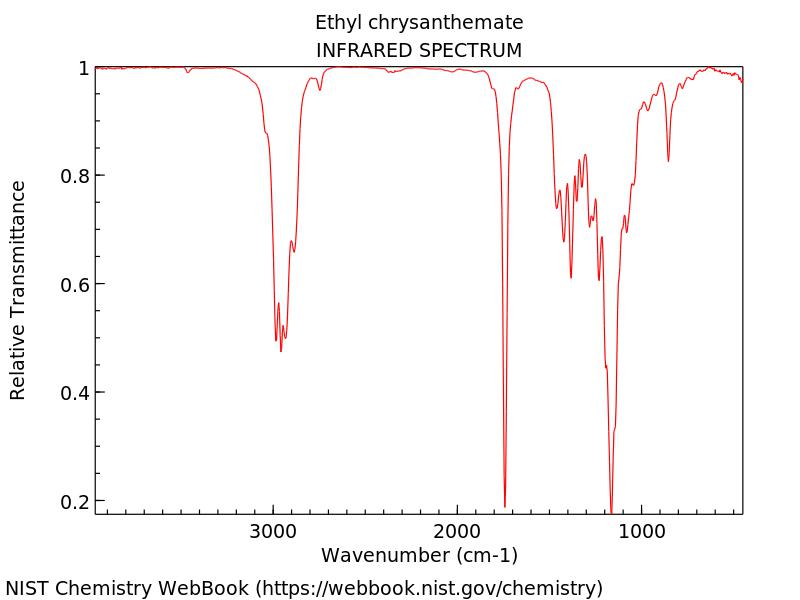 Ethyl chrysanthemate
INFRARED SPECTRUM
1
0.8
0.6
0.4
0.2
Relative Transmittance
3000 2000 1000
Wavenumber (cm-1)
NIST Chemistry WebBook (https://webbook.nist.gov/chemistry)